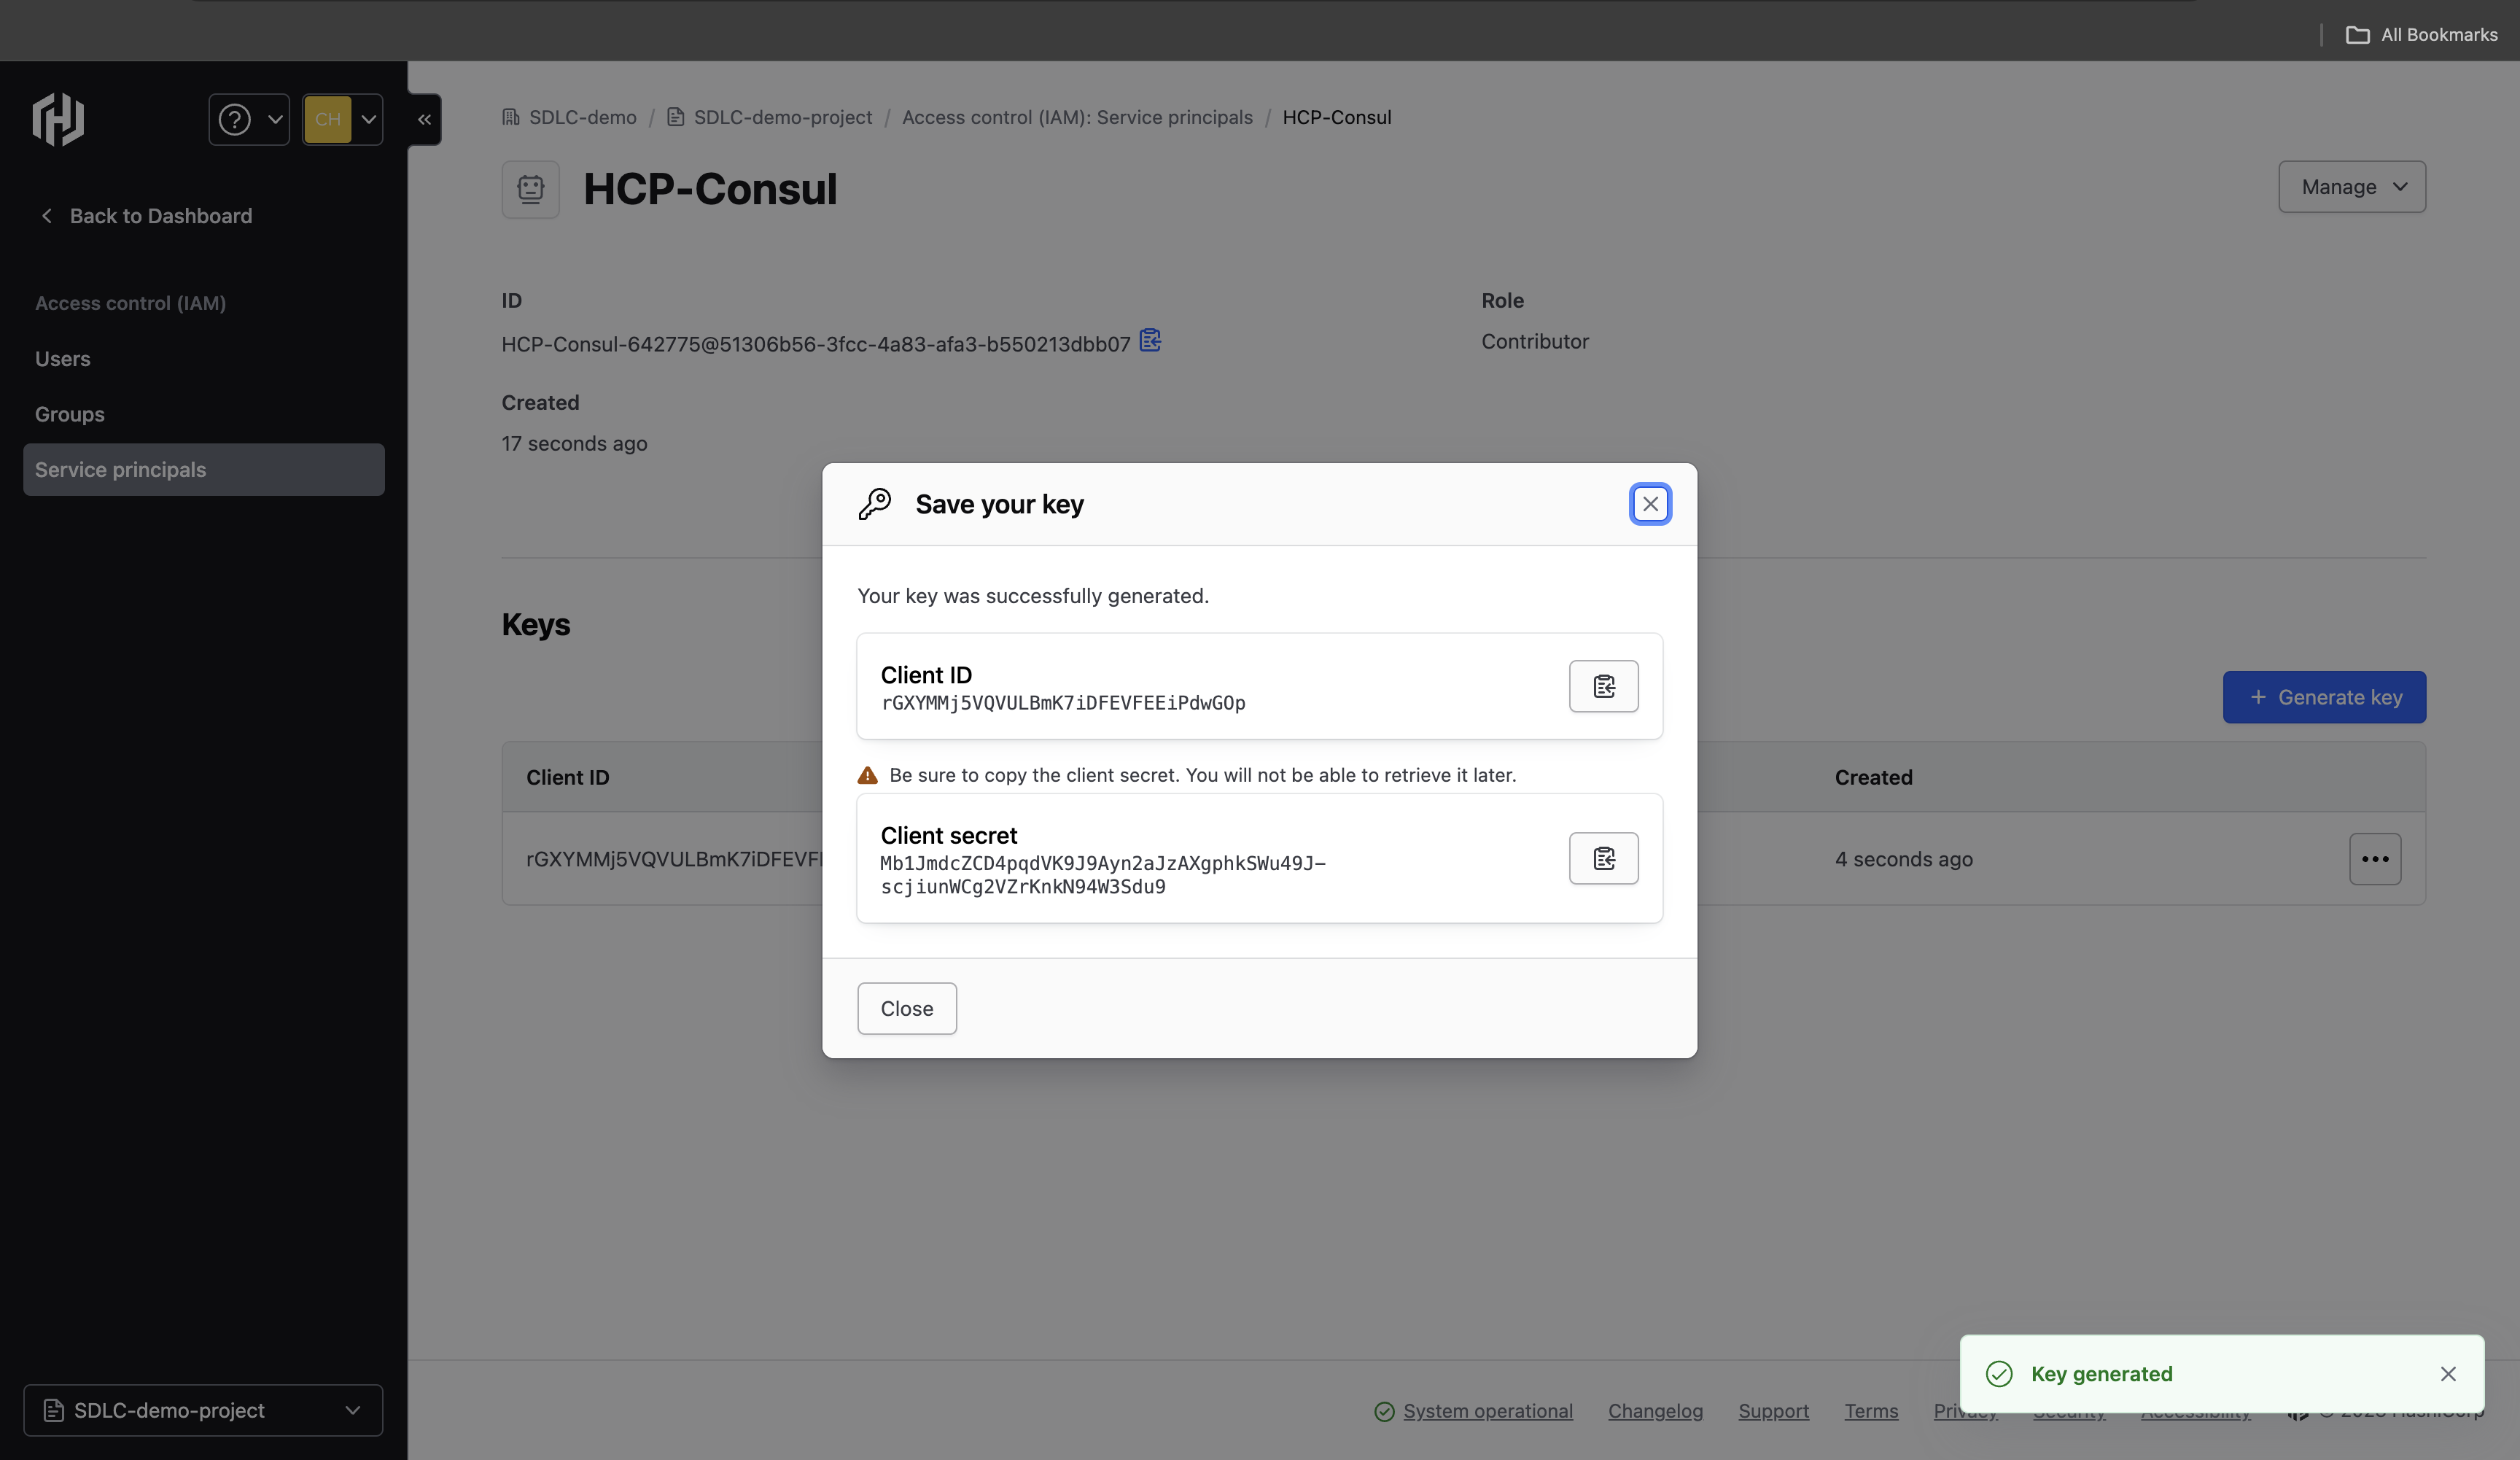 All Bookmarks
CH
SDLC-demo / SDLC-demo-project / Access control (IAM): Service principals / HCP-Consul
HCP-Consul
Manage
Back to Dashboard
Access control (IAM)
Users
Groups
Service principals
ID
HCP-Consul-642775@51306b56-3fcc-4a83-afa3-b550213dbb07
Role
Contributor
Created
17 seconds ago
Save your key
Your key was successfully generated.
Keys
Client ID
rGXYMMj5VQVULBmK7iDFEVFEEiPdwGOp
+ Generate key
Be sure to copy the client secret. You will not be able to retrieve it later.
Client ID
Created
Client secret
Mb1JmdcZCD4pqdVK9J9Ayn2aJzAXgphkSWu49J-
scjiunWCg2VZrKnkN94W3Sdu9
rGXYMMj5VQVULBmK7iDFEVF
4 seconds ago
Close
Key generated
SDLC-demo-project
System operational
Changelog
Support
Terms
Privacy
Security
Accessibility